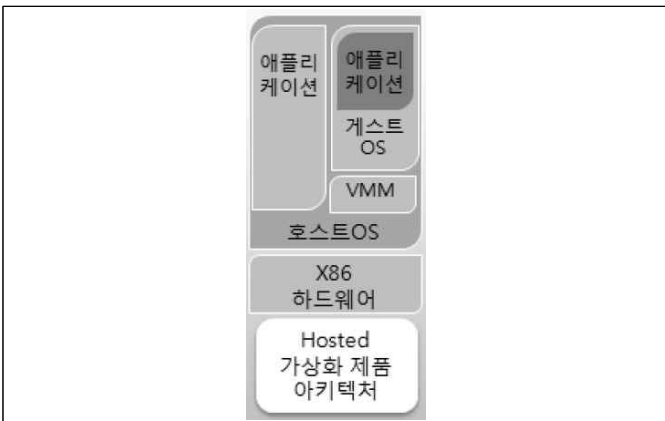 애플리
케이션
애플리
케이션
게스트
OS
VMM
호스트OS
X86
하드웨어
Hosted
가상화 제품
아키텍처